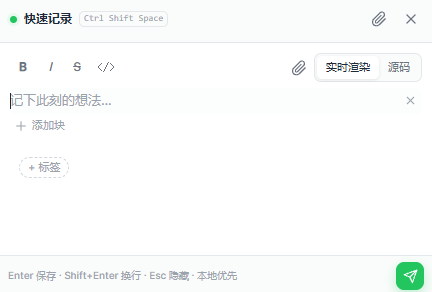 快速记录 Ctrl Shift Space
B I S </> 实时渲染 源码
记下此刻的想法...
+ 添加块
+ 标签
Enter 保存 · Shift+Enter 换行 · Esc 隐藏 · 本地优先